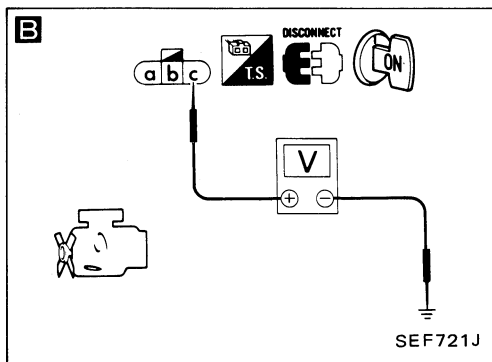 B
DISCONNECT
a b c
T.S.
ON
V
+ −
SEF721J